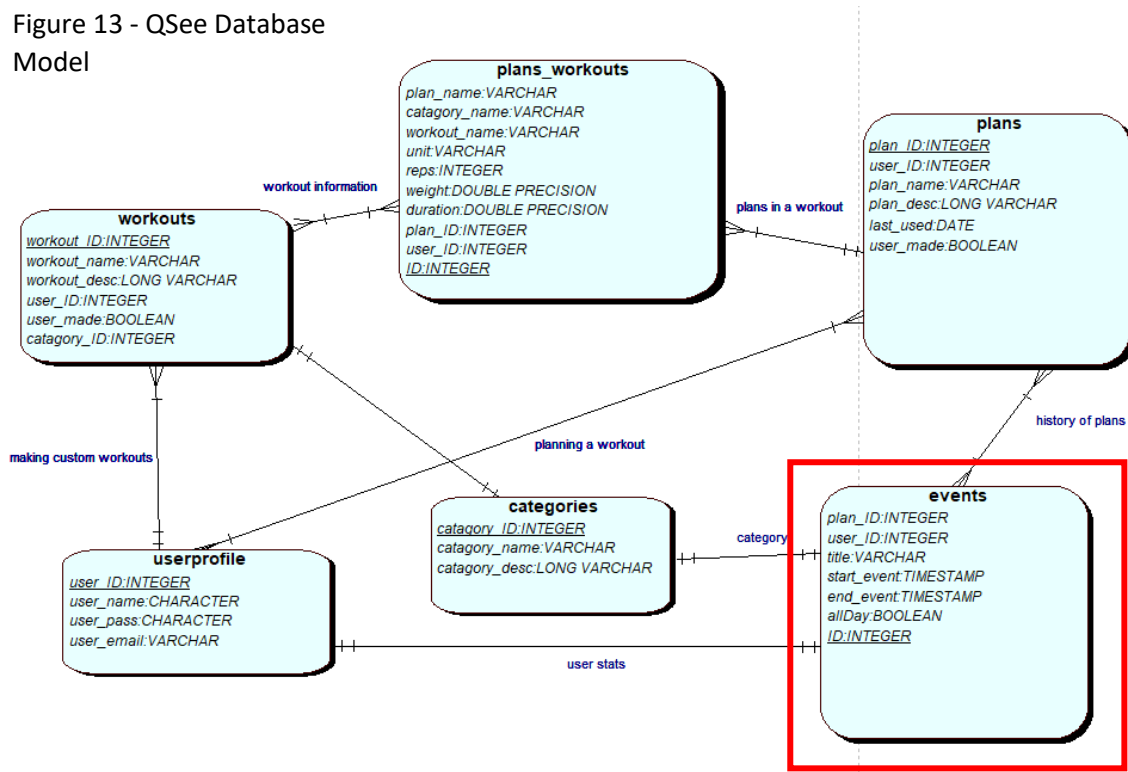 Figure 13 - QSee Database
Model
plans_workouts
plan_name:VARCHAR
catagory_name:VARCHAR
workout_name:VARCHAR
unit:VARCHAR
reps:INTEGER
weight:DOUBLE PRECISION
duration:DOUBLE PRECISION
plan_ID:INTEGER
user_ID:INTEGER
ID:INTEGER
plans
plan_ID:INTEGER
user_ID:INTEGER
plan_name:VARCHAR
plan_desc:LONG VARCHAR
last_used:DATE
user_made:BOOLEAN
workout information
plans in a workout
workouts
workout_ID:INTEGER
workout_name:VARCHAR
workout_desc:LONG VARCHAR
user_ID:INTEGER
user_made:BOOLEAN
catagory_ID:INTEGER
history of plans
making custom workouts
planning a workout
categories
catagory_ID:INTEGER
catagory_name:VARCHAR
catagory_desc:LONG VARCHAR
category
events
plan_ID:INTEGER
user_ID:INTEGER
title:VARCHAR
start_event:TIMESTAMP
end_event:TIMESTAMP
allDay:BOOLEAN
ID:INTEGER
userprofile
user_ID:INTEGER
user_name:CHARACTER
user_pass:CHARACTER
user_email:VARCHAR
user stats